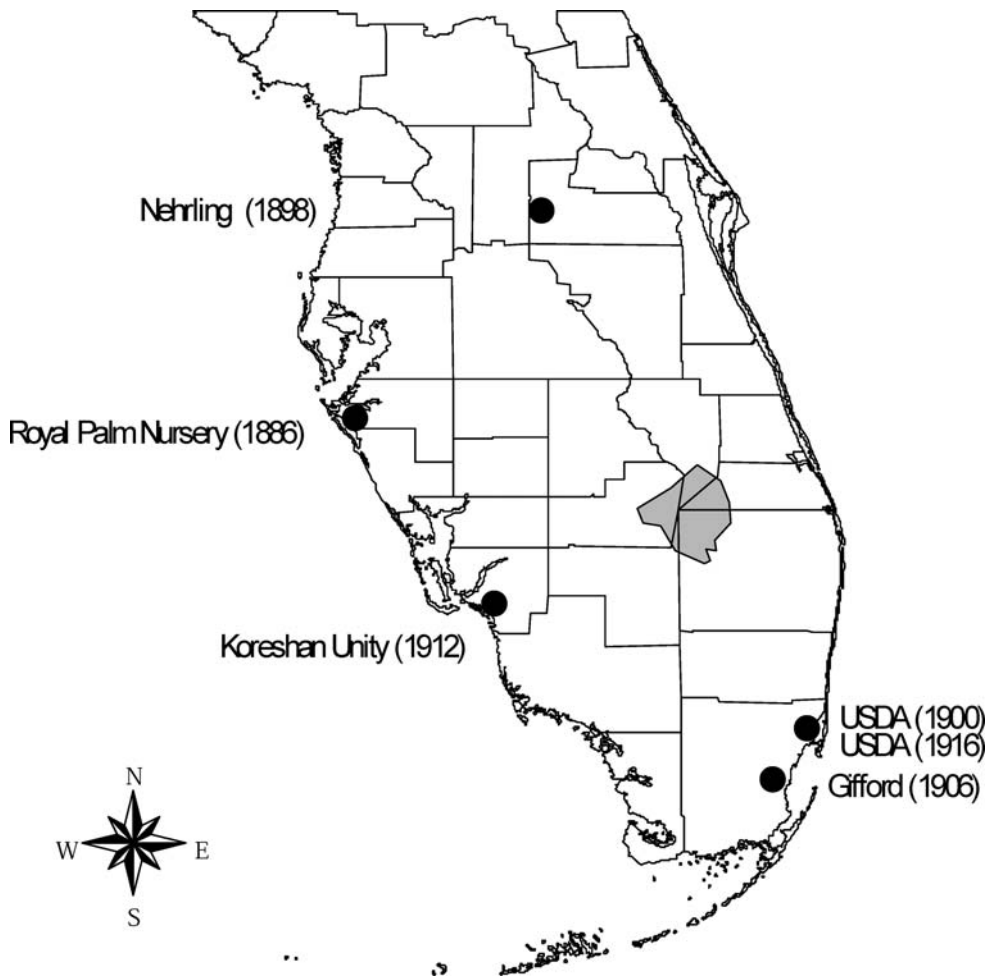 Nehrling (1898)
Royal Palm Nursery (1886)
Koreshan Unity (1912)
USDA (1900)
USDA (1916)
Gifford (1906)
N
W E
S